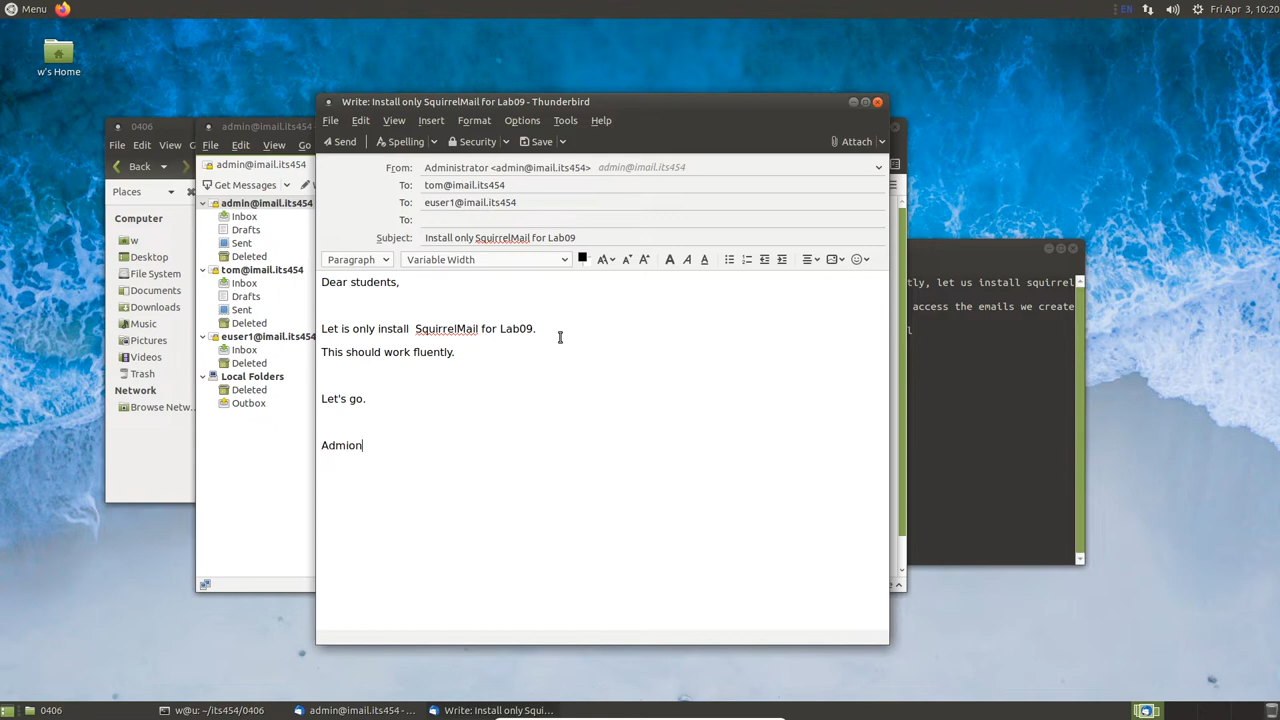 Menu
EN
Fri Apr 3, 10:20
w's Home
0406
File Edit View
Back
Places
Computer
w
Desktop
File System
Documents
Downloads
Music
Pictures
Videos
Trash
Network
Browse Netw...
admin@imail.its454
File Edit View Go
admin@imail.its454
Get Messages
admin@imail.its454
Inbox
Drafts
Sent
Deleted
tom@imail.its454
Inbox
Drafts
Sent
Deleted
euser1@imail.its454
Inbox
Deleted
Local Folders
Deleted
Outbox
Write: Install only SquirrelMail for Lab09 - Thunderbird
File Edit View Insert Format Options Tools Help
Send Spelling Security Save Attach
From: Administrator <admin@imail.its454> admin@imail.its454
To: tom@imail.its454
To: euser1@imail.its454
To:
Subject: Install only SquirrelMail for Lab09
Paragraph Variable Width
Dear students,
Let is only install SquirrelMail for Lab09.
This should work fluently.
Let's go.
Admion
tly, let us install squirrel
access the emails we create
l
0406
w@u: ~/its454/0406
admin@imail.its454 - ...
Write: Install only Squi...